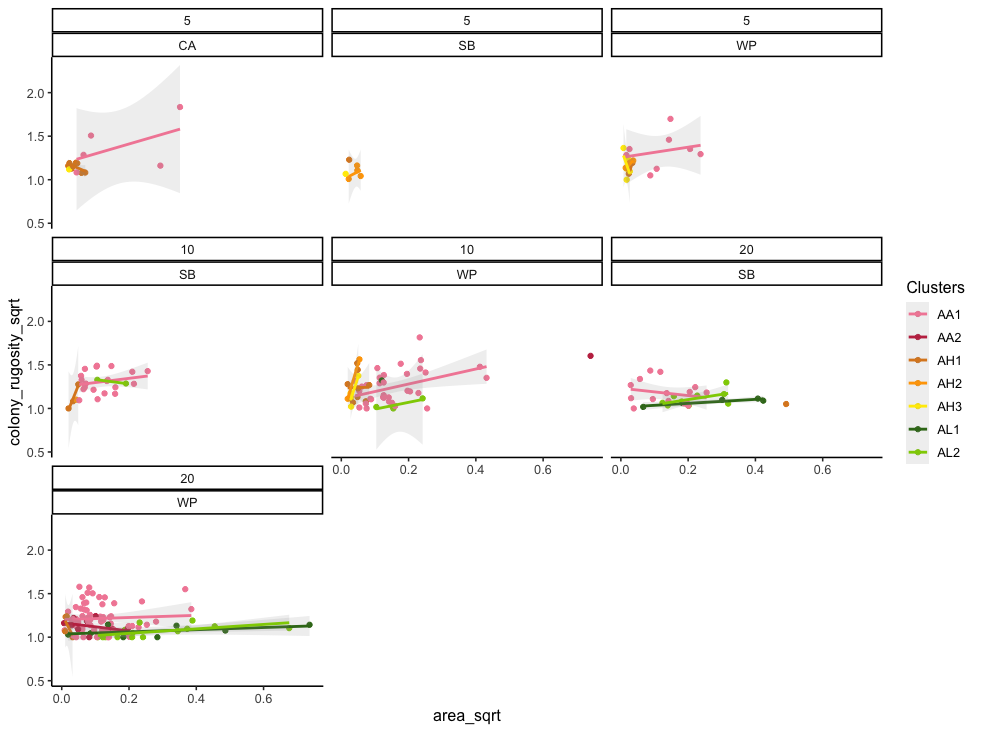 5 5 5
CA SB WP
2.0
1.5
1.0
0.5
10 10 20
SB WP SB
2.0
1.5
1.0
0.5
0.0 0.2 0.4 0.6 0.0 0.2 0.4 0.6
20
WP
2.0
1.5
1.0
0.5
0.0 0.2 0.4 0.6
area_sqrt
colony_rugosity_sqrt
Clusters
AA1
AA2
AH1
AH2
AH3
AL1
AL2